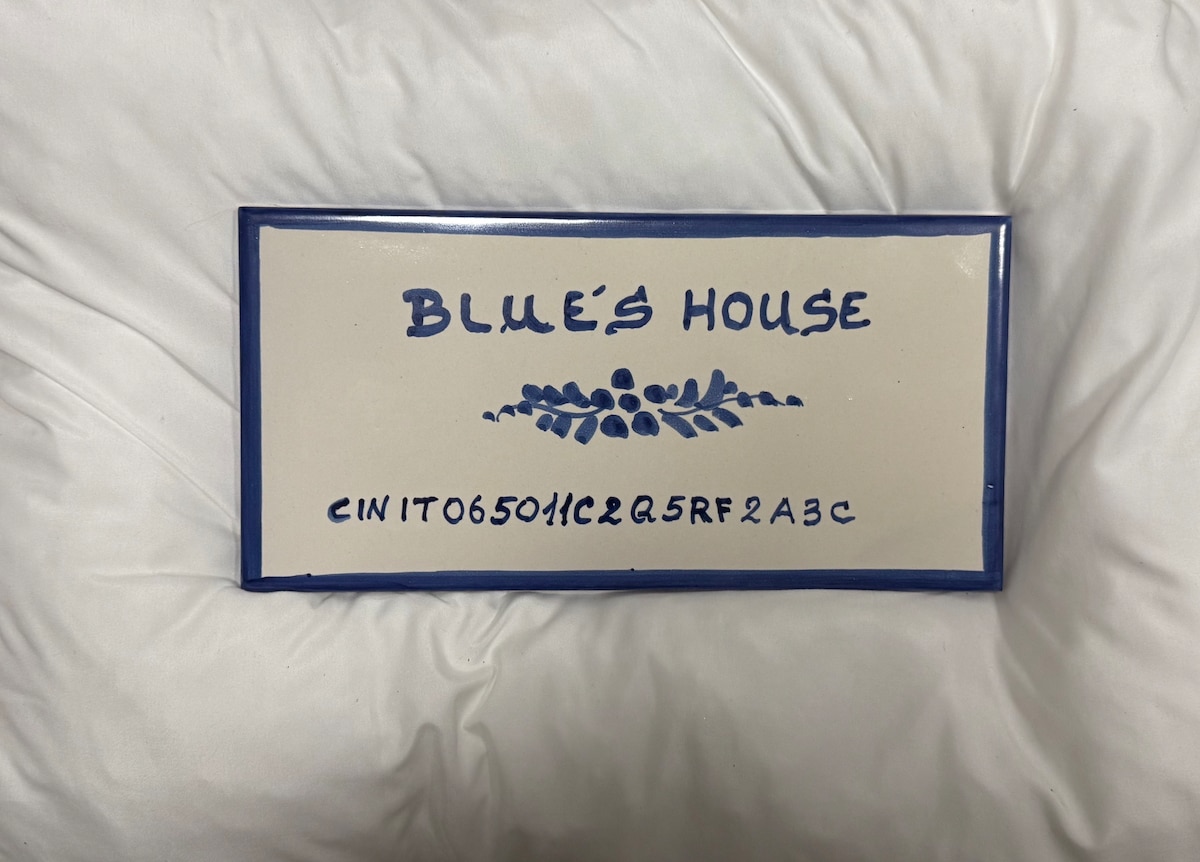 BLUE´S HOUSE
CIN IT065011C2Q5RF2A3C